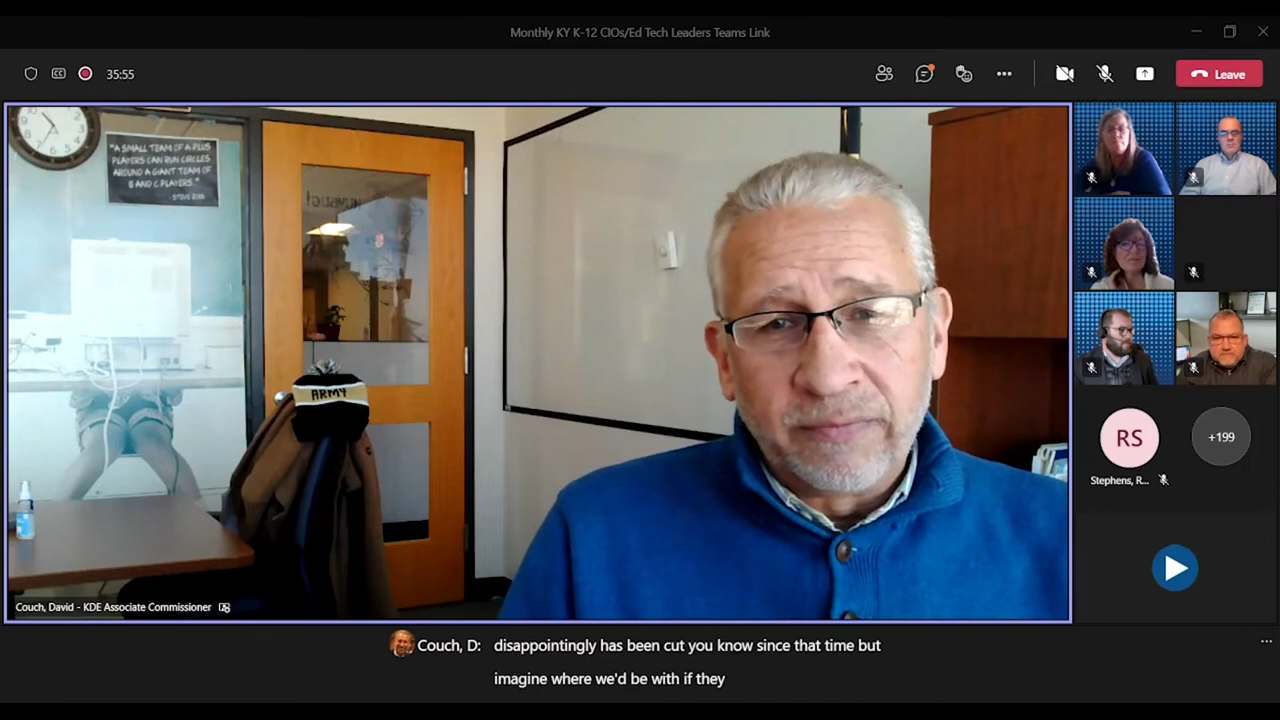 Monthly KY K-12 CIOs/Ed Tech Leaders Teams Link
CC
35:55
Leave
"A SMALL TEAM OF A-PLUS
PLAYERS CAN RUN CIRCLES
AROUND A GIANT TEAM OF
B AND C PLAYERS."
ARMY
RS
+199
Stephens, R...
Couch, David - KDE Associate Commissioner
Couch, D: disappointingly has been cut you know since that time but
imagine where we'd be with if they